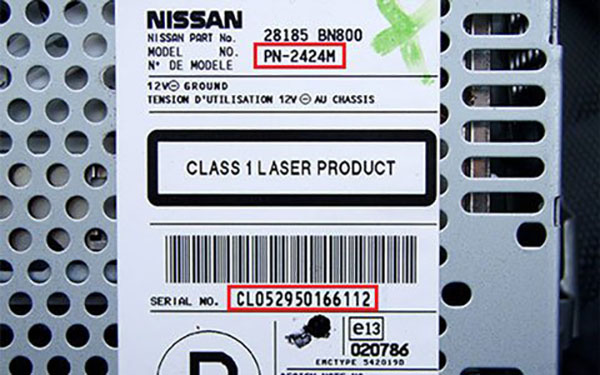 NISSAN
NISSAN PART No. 28185 BN800
MODEL NO. PN-2424M
N° DE MODELE
12V⊖ GROUND
TENSION D'UTILISATION 12V⊖ AU CHASSIS
CLASS 1 LASER PRODUCT
SERIAL NO. CL052950166112
e13
020786
EMCTYPE 542019D